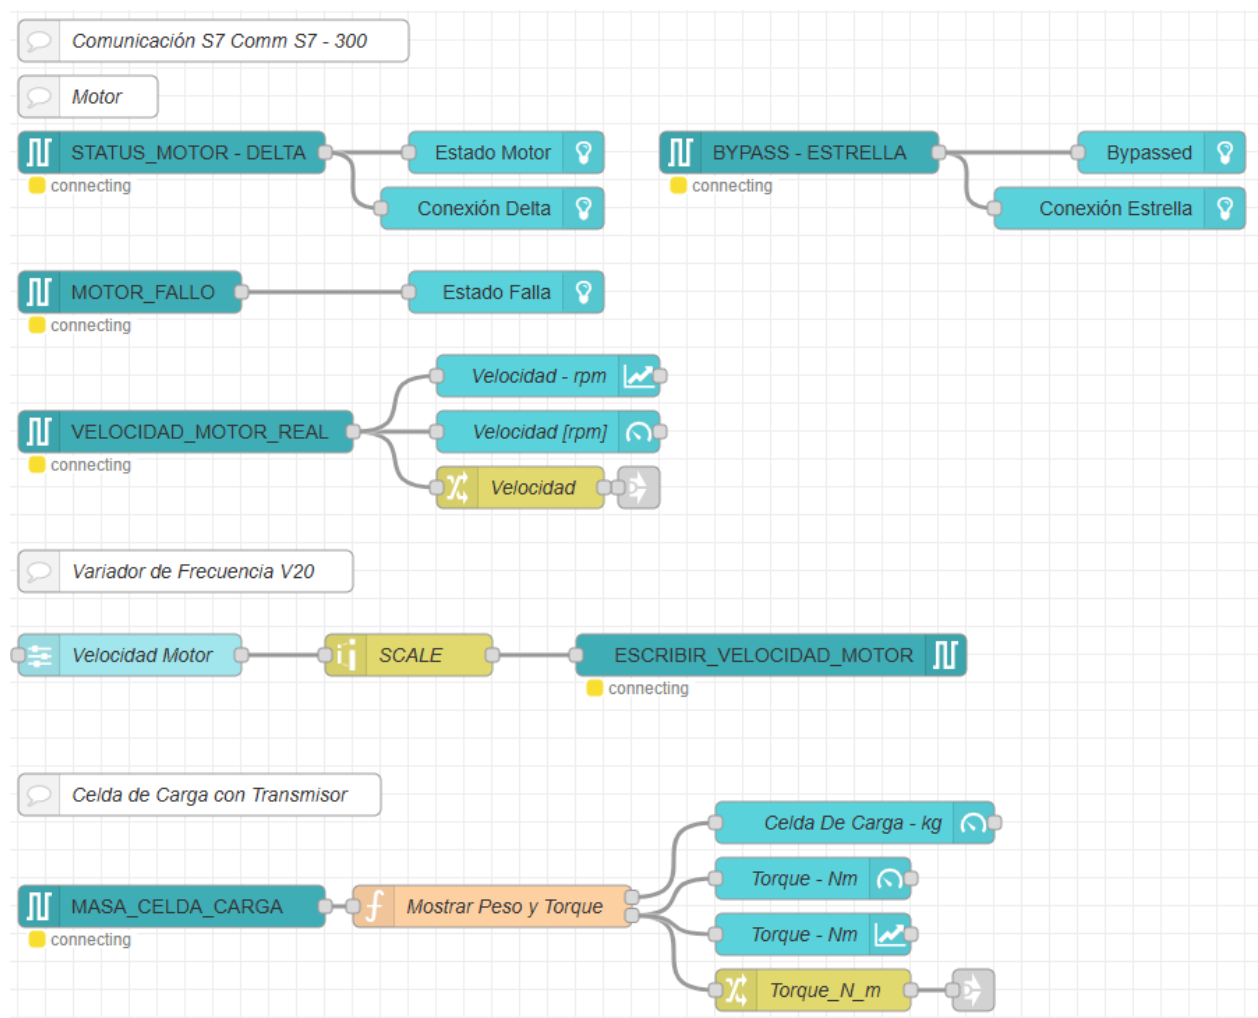 Comunicación S7 Comm S7 - 300
Motor
STATUS_MOTOR - DELTA
connecting
Estado Motor
Conexión Delta
BYPASS - ESTRELLA
connecting
Bypassed
Conexión Estrella
MOTOR_FALLO
connecting
Estado Falla
VELOCIDAD_MOTOR_REAL
connecting
Velocidad - rpm
Velocidad [rpm]
Velocidad
Variador de Frecuencia V20
Velocidad Motor
SCALE
ESCRIBIR_VELOCIDAD_MOTOR
connecting
Celda de Carga con Transmisor
MASA_CELDA_CARGA
connecting
Mostrar Peso y Torque
Celda De Carga - kg
Torque - Nm
Torque - Nm
Torque_N_m